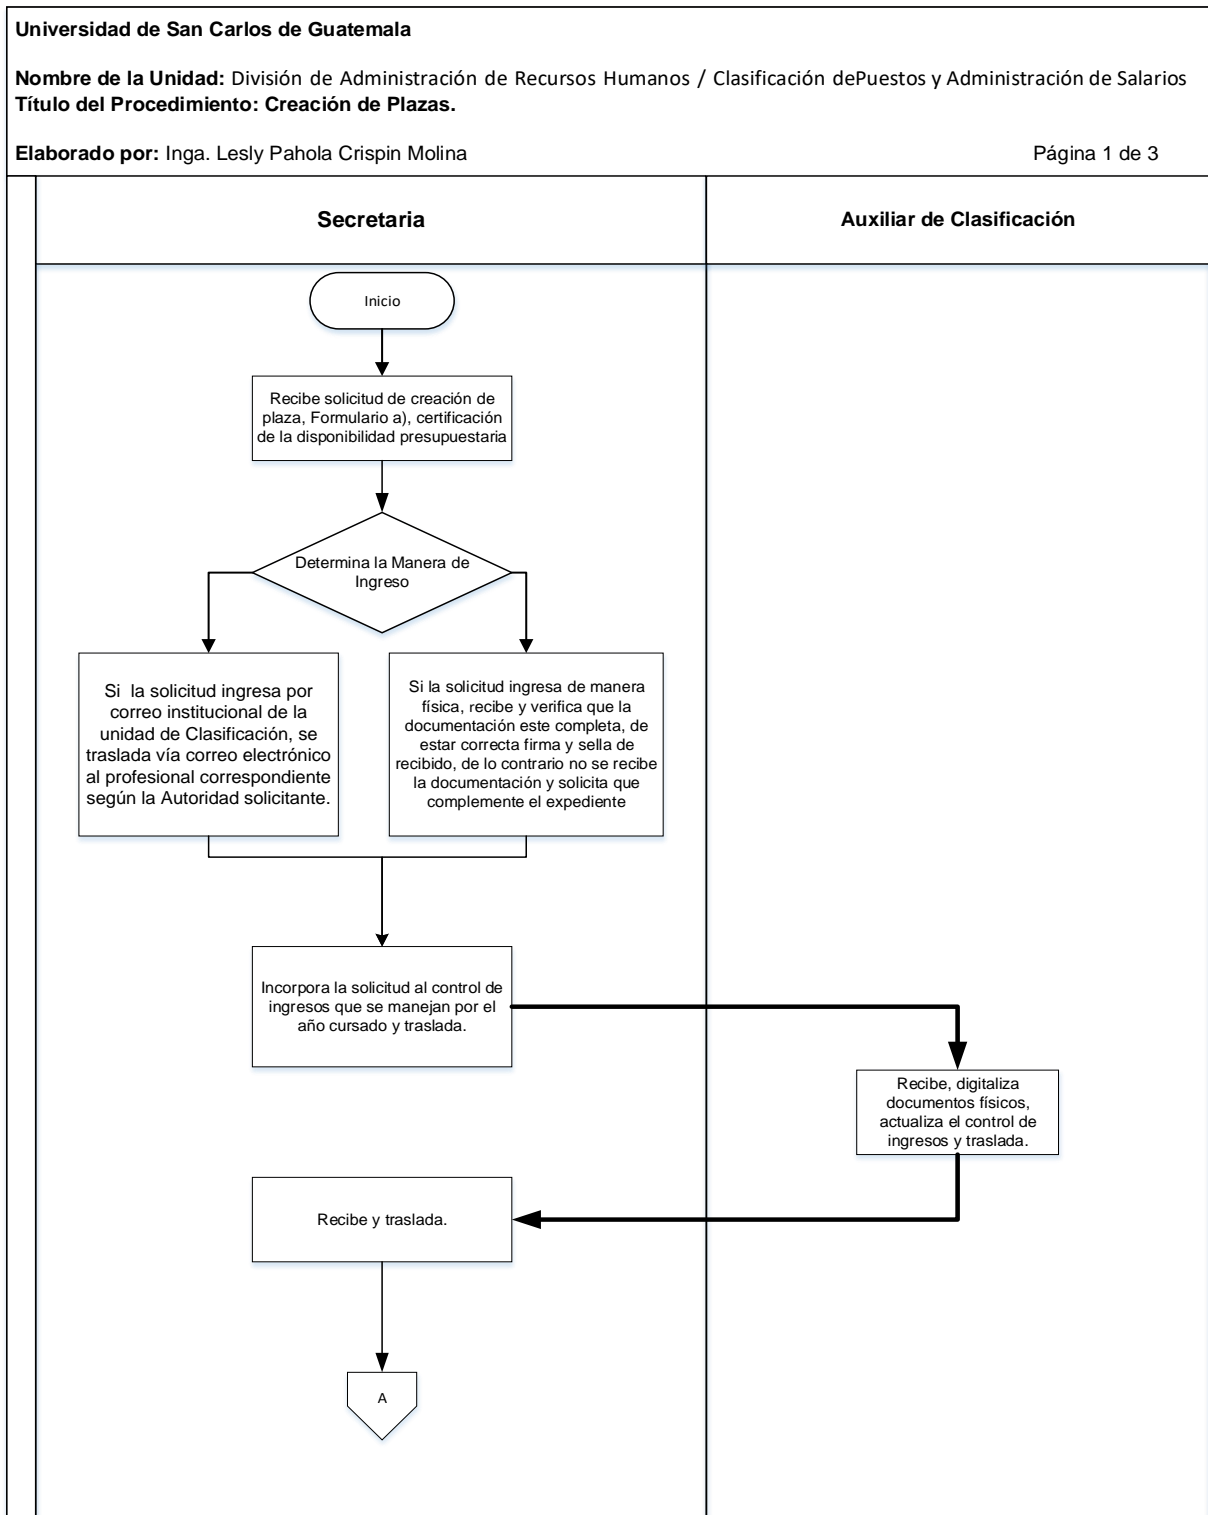 Universidad de San Carlos de Guatemala
Nombre de la Unidad: División de Administración de Recursos Humanos / Clasificación dePuestos y Administración de Salarios
Título del Procedimiento: Creación de Plazas.
Elaborado por: Inga. Lesly Pahola Crispin Molina Página 1 de 3
Secretaria
Auxiliar de Clasificación
Inicio
Recibe solicitud de creación de
plaza, Formulario a), certificación
de la disponibilidad presupuestaria
Determina la Manera de
Ingreso
Si la solicitud ingresa por
correo institucional de la
unidad de Clasificación, se
traslada vía correo electrónico
al profesional correspondiente
según la Autoridad solicitante.
Si la solicitud ingresa de manera
física, recibe y verifica que la
documentación este completa, de
estar correcta firma y sella de
recibido, de lo contrario no se recibe
la documentación y solicita que
complemente el expediente
Incorpora la solicitud al control de
ingresos que se manejan por el
año cursado y traslada.
Recibe, digitaliza
documentos físicos,
actualiza el control de
ingresos y traslada.
Recibe y traslada.
A